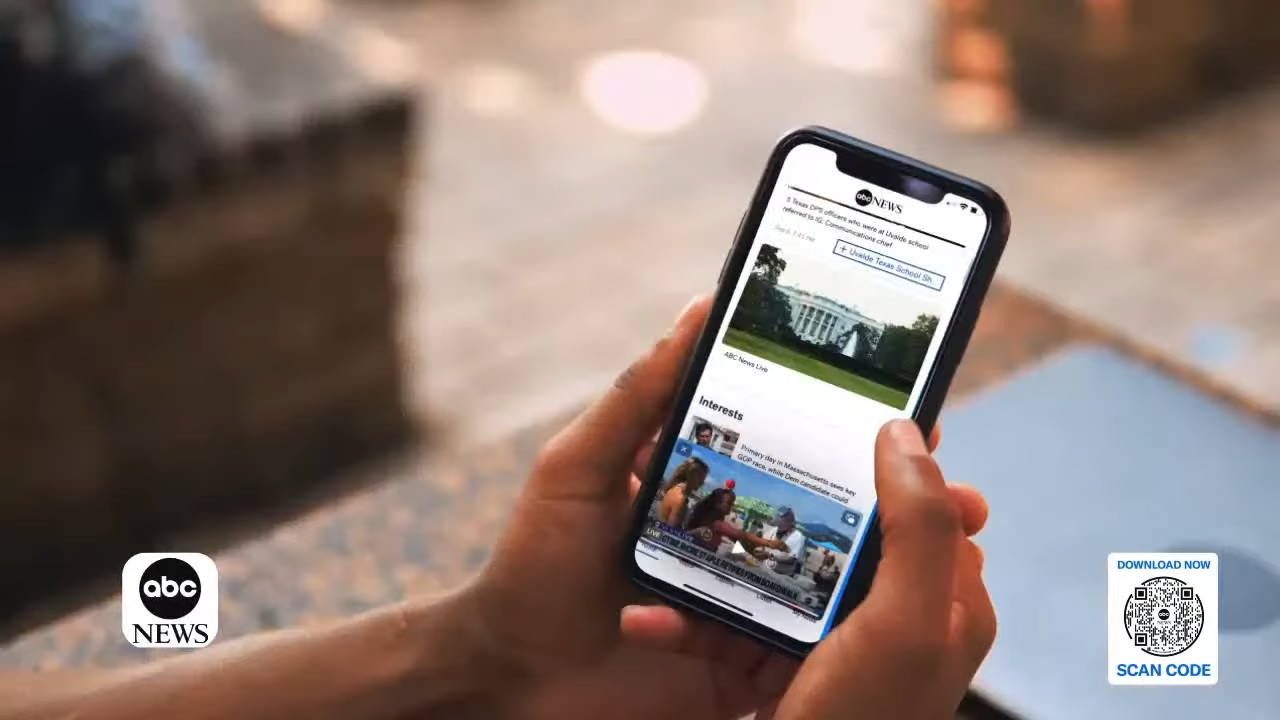 abc NEWS
5 Texas DPS officers who were at Uvalde school
referred to IG: Communications chief
+ Uvalde Texas School Sh...
ABC News Live
Interests
Primary day in Massachusetts sees key
GOP race, while Dem candidate could
LIVE
abc
NEWS
DOWNLOAD NOW
abc
SCAN CODE